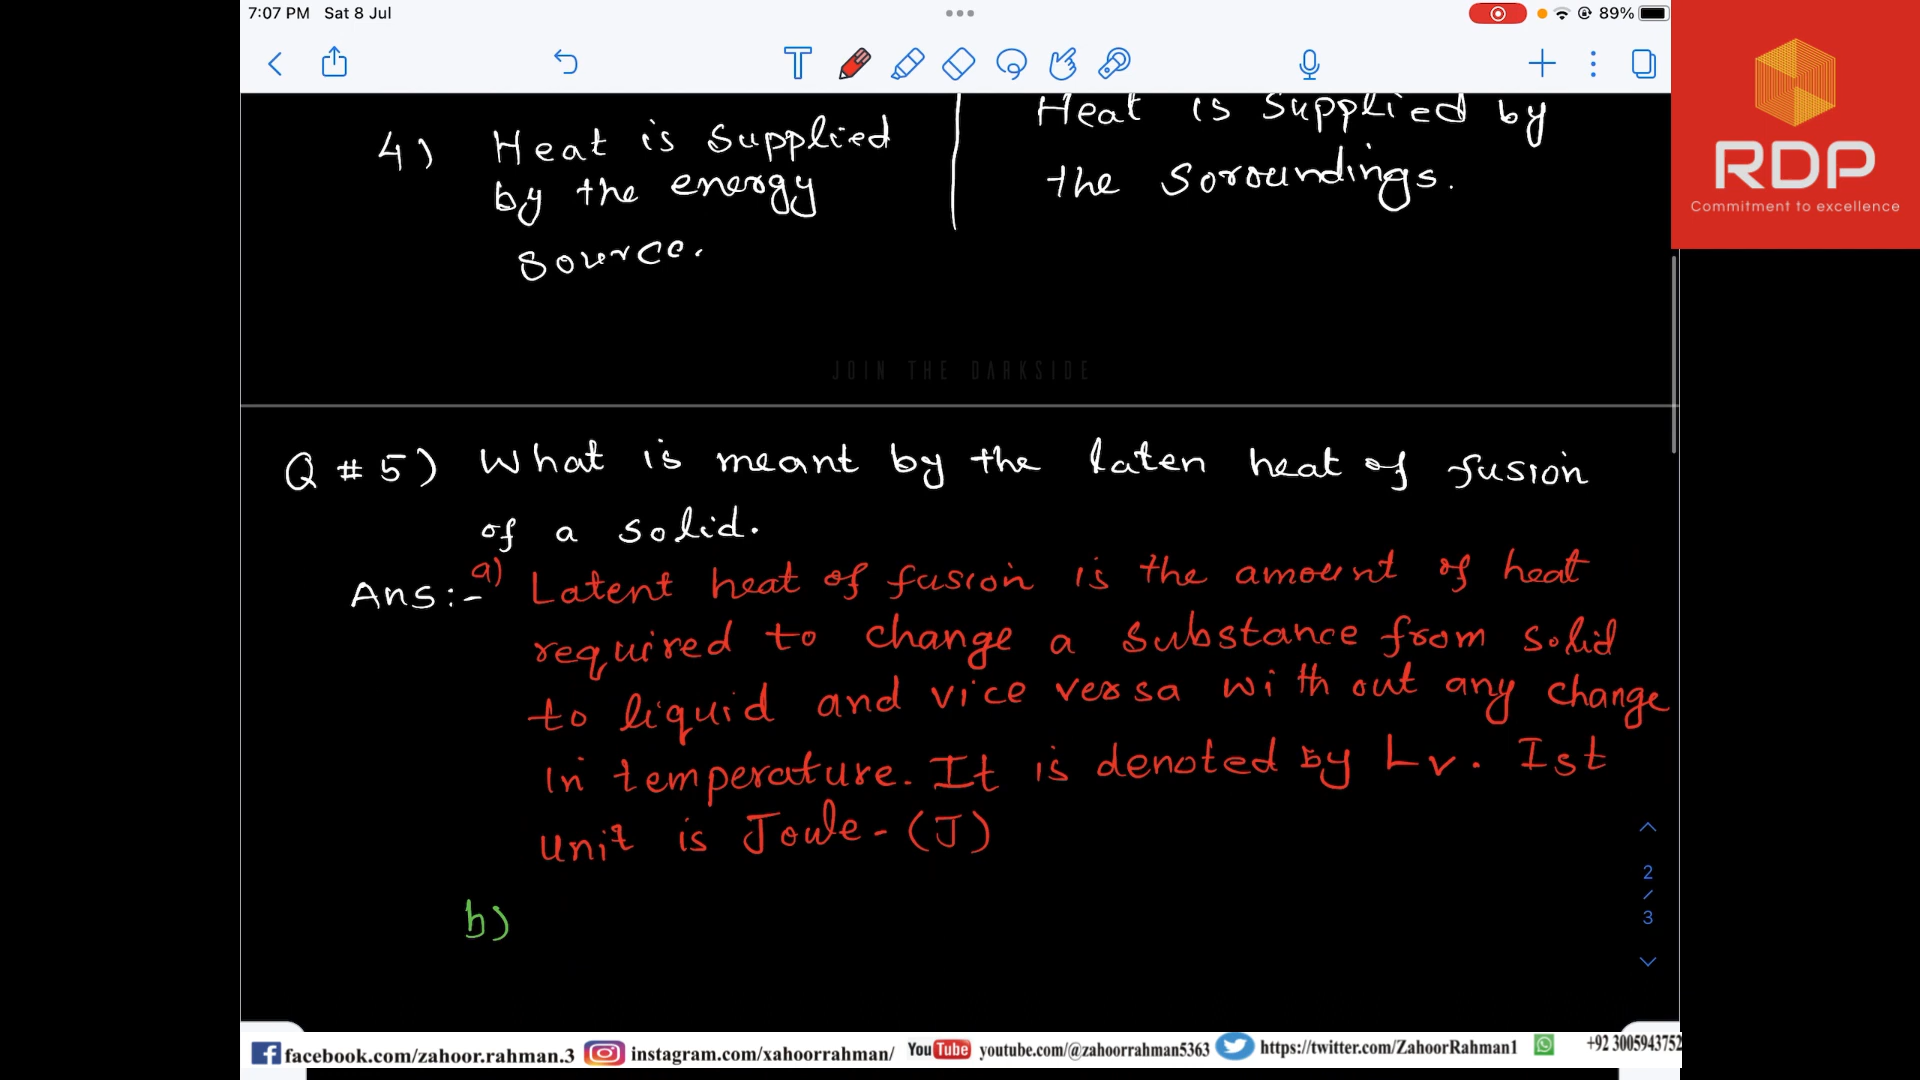 7:07 PM Sat 8 Jul
89%
RDP
Commitment to excellence
4) Heat is supplied
by the energy
source.
Heat is supplied by
the soroundings.
JOIN THE DARKSIDE
Q # 5) What is meant by the laten heat of fusion
of a solid.
Ans:- a) Latent heat of fusion is the amount of heat
required to change a substance from solid
to liquid and vice versa without any change
in temperature. It is denoted by Lv. Ist
unit is Joule - (J)
b)
2
/
3
facebook.com/zahoor.rahman.3 instagram.com/xahoorrahman/ YouTube youtube.com/@zahoorrahman5363 https://twitter.com/ZahoorRahman1 +92 3005943752